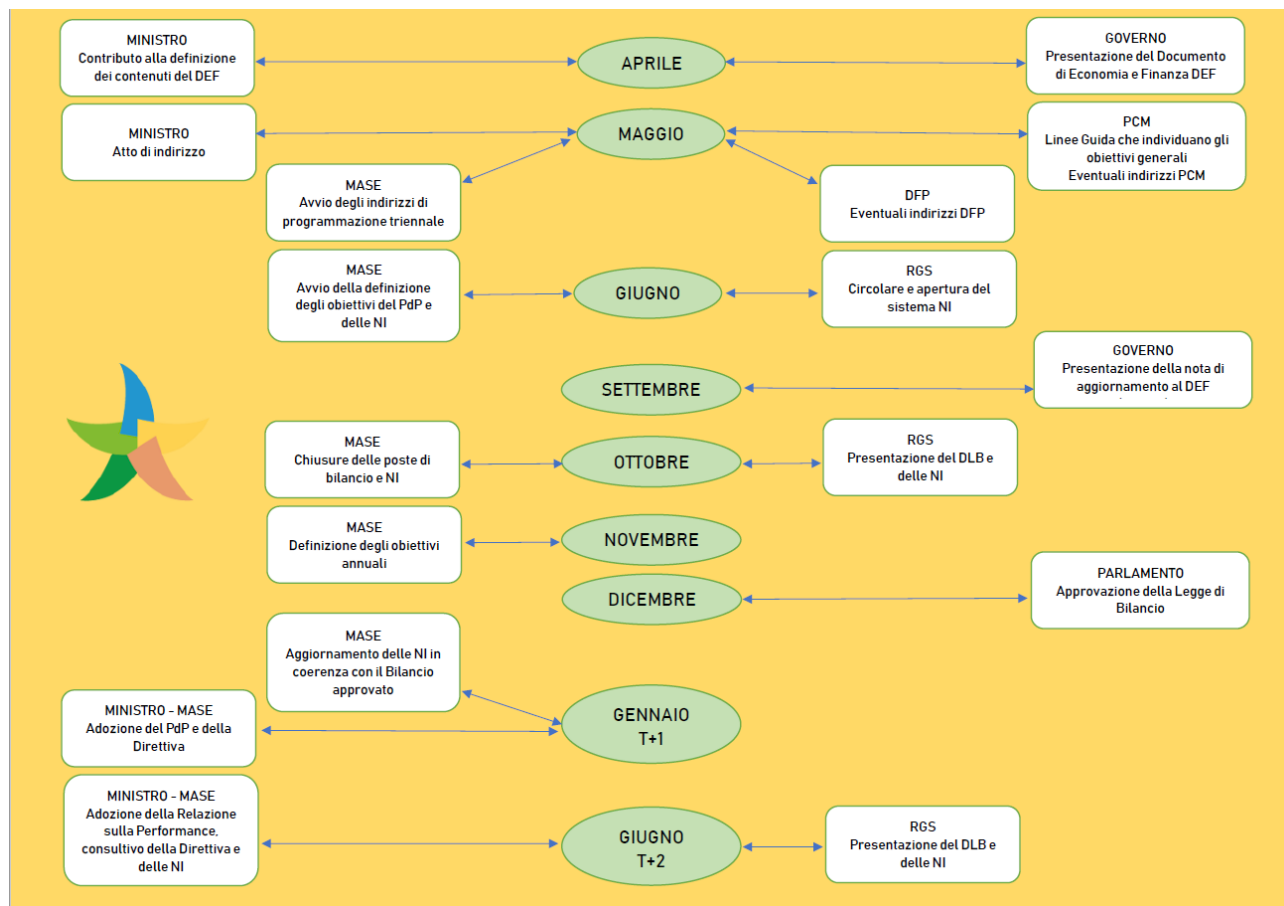 MINISTRO
Contributo alla definizione
dei contenuti del DEF
APRILE
GOVERNO
Presentazione del Documento
di Economia e Finanza DEF
MINISTRO
Atto di indirizzo
MAGGIO
PCM
Linee Guida che individuano gli
obiettivi generali
Eventuali indirizzi PCM
MASE
Avvio degli indirizzi di
programmazione triennale
DFP
Eventuali indirizzi DFP
MASE
Avvio della definizione
degli obiettivi del PdP e
delle NI
GIUGNO
RGS
Circolare e apertura del
sistema NI
SETTEMBRE
GOVERNO
Presentazione della nota di
aggiornamento al DEF
MASE
Chiusure delle poste di
bilancio e NI
OTTOBRE
RGS
Presentazione del DLB e
delle NI
MASE
Definizione degli obiettivi
annuali
NOVEMBRE
DICEMBRE
PARLAMENTO
Approvazione della Legge di
Bilancio
MASE
Aggiornamento delle NI in
coerenza con il Bilancio
approvato
MINISTRO - MASE
Adozione del PdP e della
Direttiva
GENNAIO
T+1
MINISTRO - MASE
Adozione della Relazione
sulla Performance,
consultivo della Direttiva e
delle NI
GIUGNO
T+2
RGS
Presentazione del DLB e
delle NI